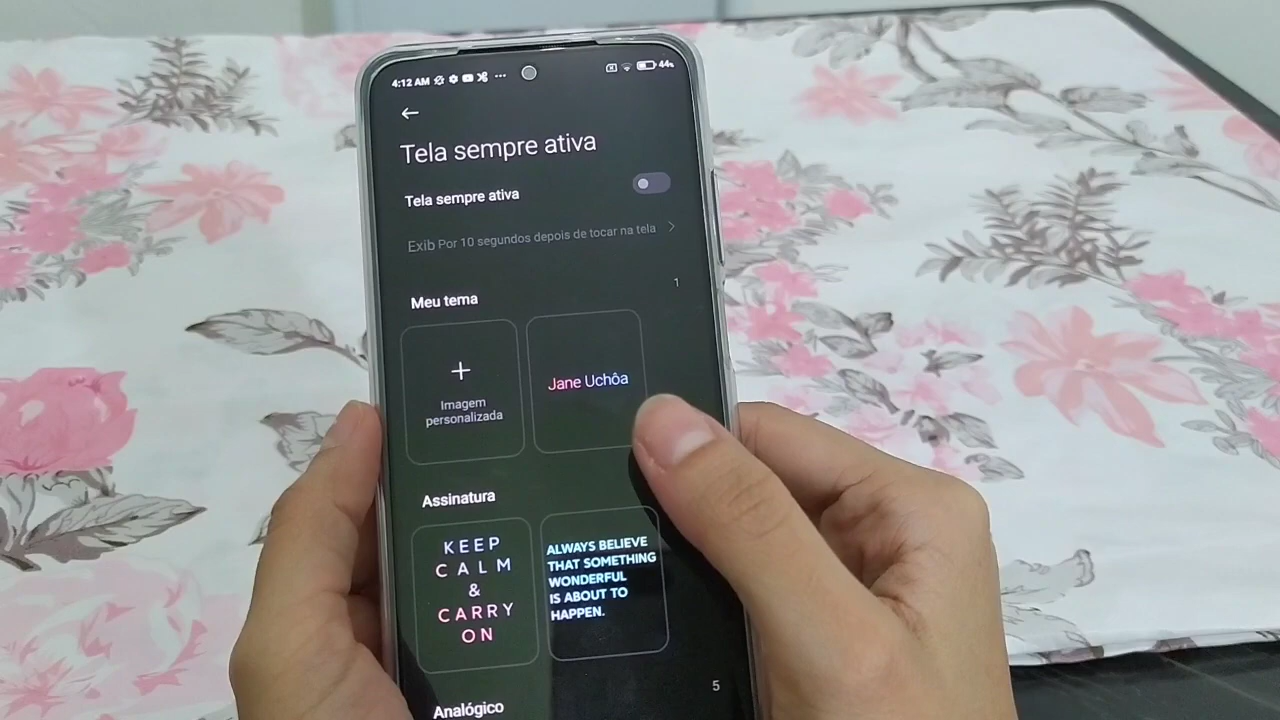 4:12 AM
44%
Tela sempre ativa
Tela sempre ativa
Exib Por 10 segundos depois de tocar na tela
1
Meu tema
Imagem
personalizada
Jane Uchôa
Assinatura
KEEP
CALM
&
CARRY
ON
ALWAYS BELIEVE
THAT SOMETHING
WONDERFUL
IS ABOUT TO
HAPPEN.
5
Analógico